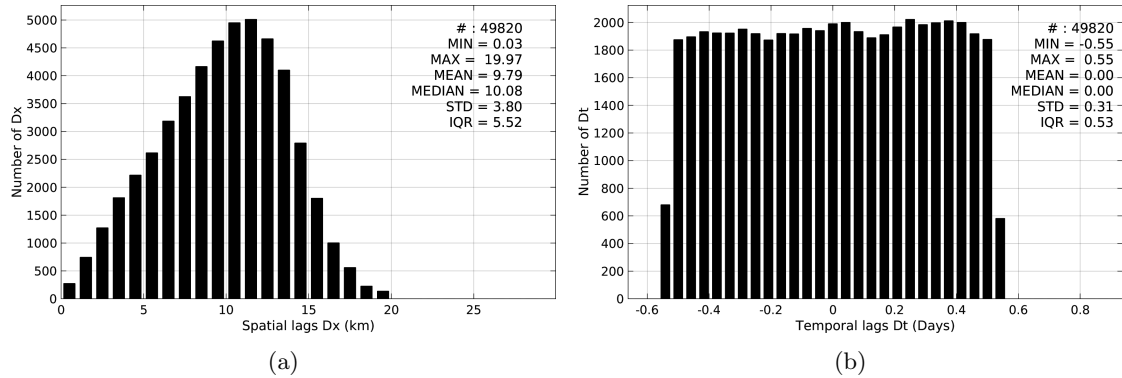 5000
4500
4000
3500
3000
2500
2000
1500
1000
500
0
Number of Dx
# : 49820
MIN = 0.03
MAX = 19.97
MEAN = 9.79
MEDIAN = 10.08
STD = 3.80
IQR = 5.52
0 5 10 15 20 25
Spatial lags Dx (km)
(a)
2000
1800
1600
1400
1200
1000
800
600
400
200
0
Number of Dt
# : 49820
MIN = -0.55
MAX = 0.55
MEAN = 0.00
MEDIAN = 0.00
STD = 0.31
IQR = 0.53
-0.6 -0.4 -0.2 0 0.2 0.4 0.6 0.8
Temporal lags Dt (Days)
(b)